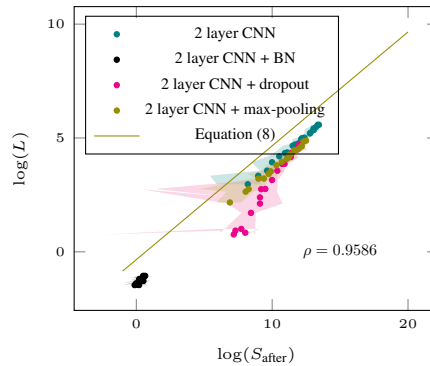 10
2 layer CNN
2 layer CNN + BN
2 layer CNN + dropout
2 layer CNN + max-pooling
Equation (8)
5
log(L)
0
ρ = 0.9586
0
10
20
log(S_after)